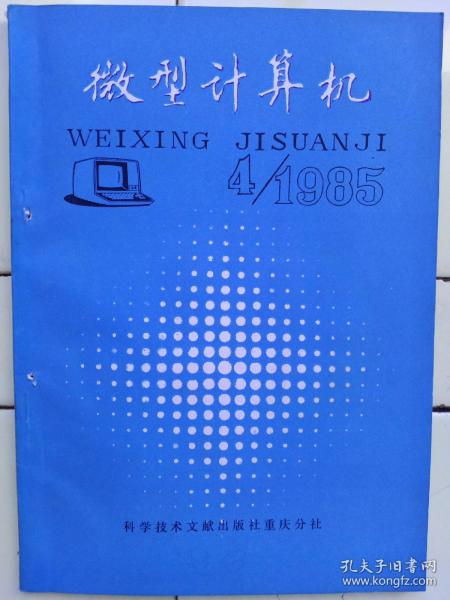 微型计算机
WEIXING JISUANJI
4/1985
科学技术文献出版社重庆分社
孔夫子旧书网
www.kongfz.com